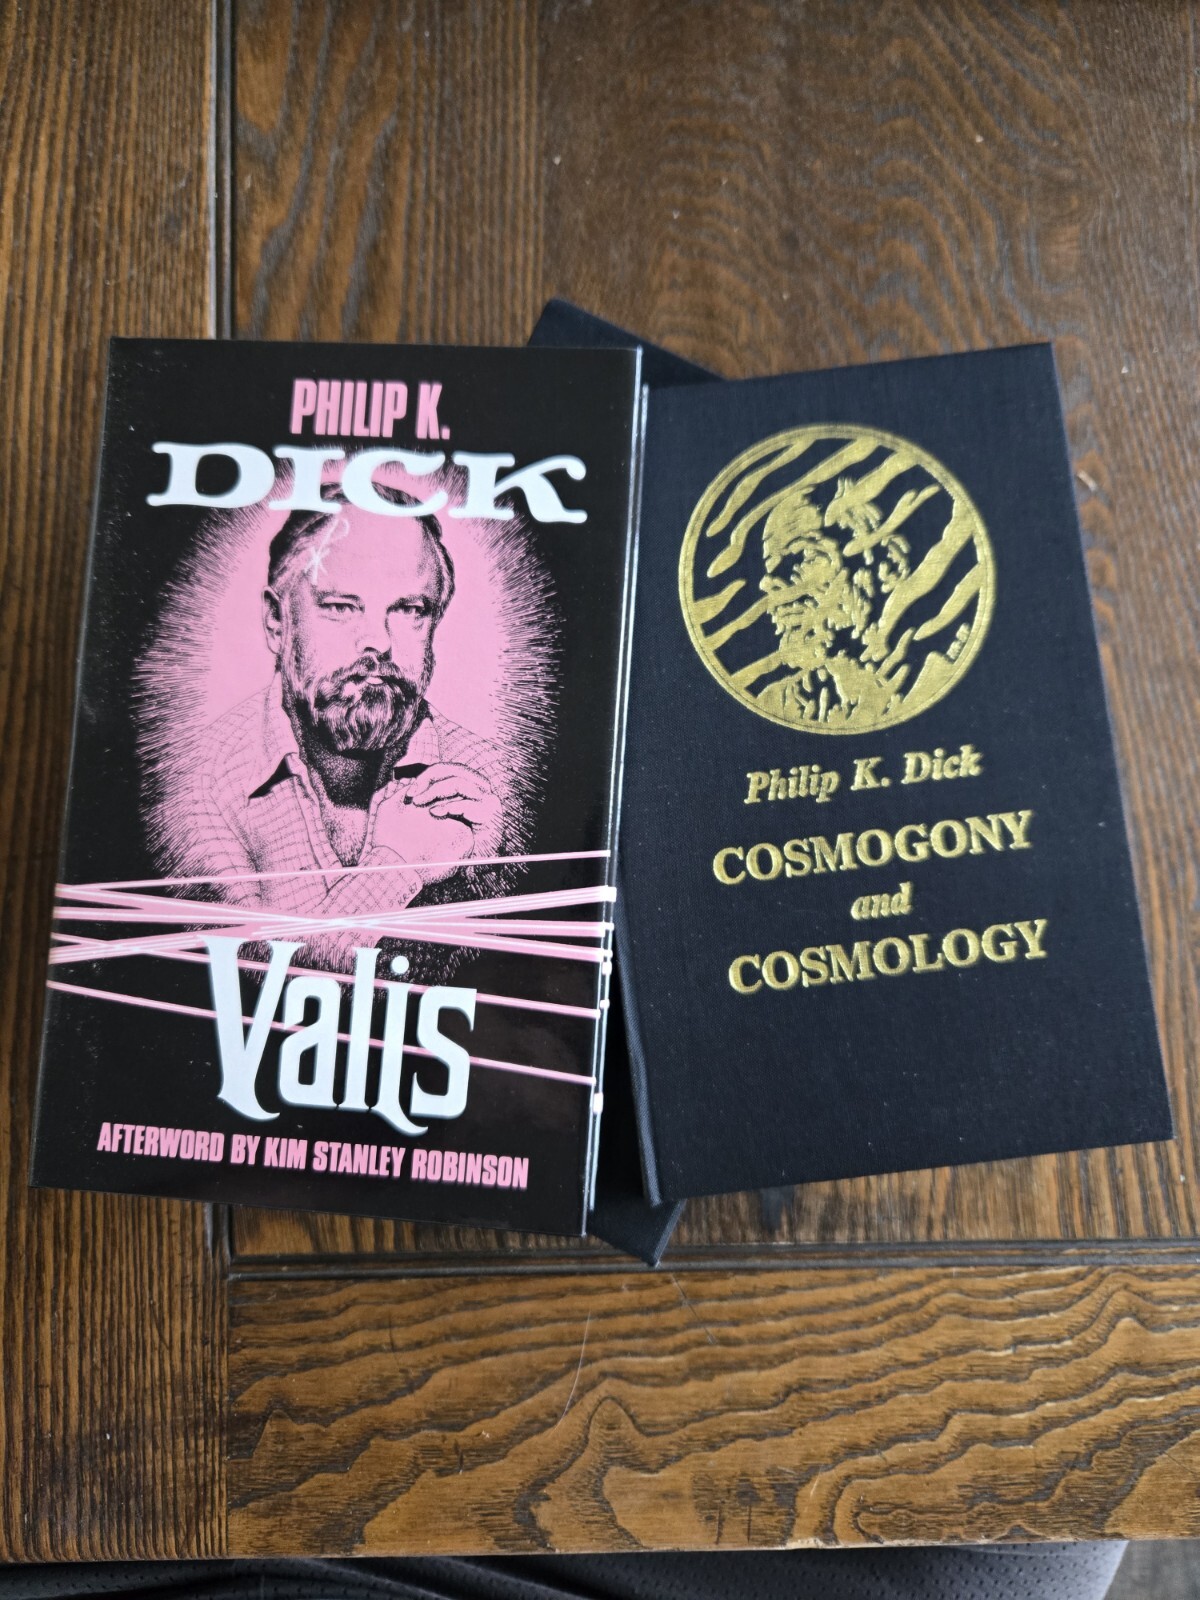 PHILIP K.
DICK
Valis
AFTERWORD BY KIM STANLEY ROBINSON
Philip K. Dick
COSMOGONY
and
COSMOLOGY